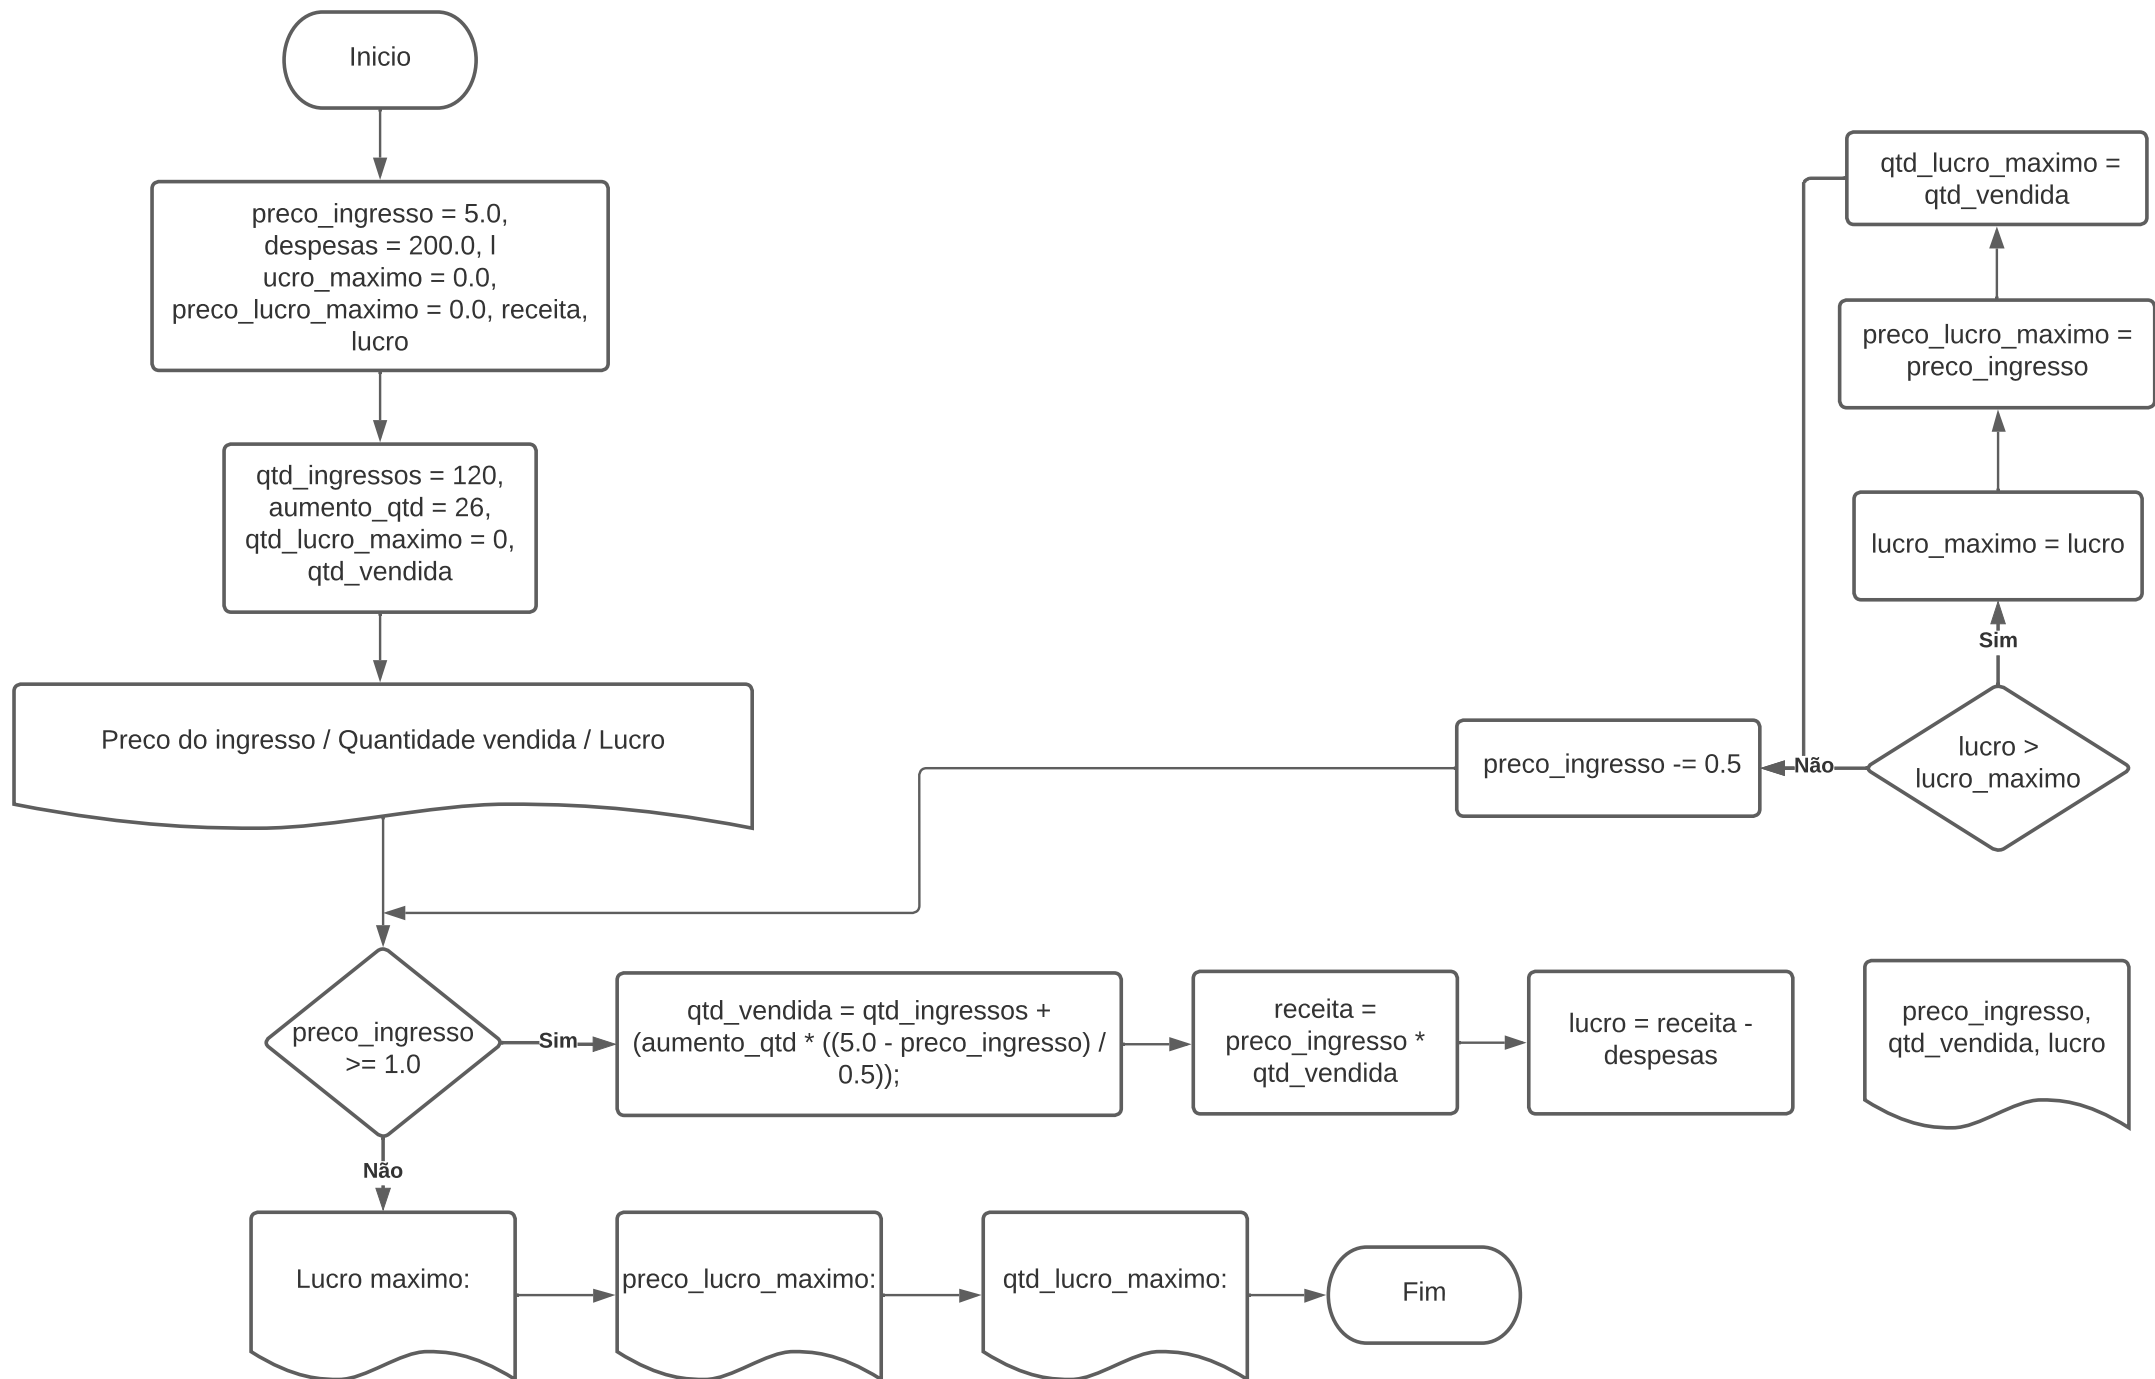 Inicio
preco_ingresso = 5.0,
despesas = 200.0, l
ucro_maximo = 0.0,
preco_lucro_maximo = 0.0, receita,
lucro
qtd_ingressos = 120,
aumento_qtd = 26,
qtd_lucro_maximo = 0,
qtd_vendida
Preco do ingresso / Quantidade vendida / Lucro
preco_ingresso
>= 1.0
Sim
qtd_vendida = qtd_ingressos +
(aumento_qtd * ((5.0 - preco_ingresso) /
0.5));
receita =
preco_ingresso *
qtd_vendida
lucro = receita -
despesas
preco_ingresso,
qtd_vendida, lucro
lucro >
lucro_maximo
Sim
lucro_maximo = lucro
preco_lucro_maximo =
preco_ingresso
qtd_lucro_maximo =
qtd_vendida
Não
preco_ingresso -= 0.5
Não
Lucro maximo:
preco_lucro_maximo:
qtd_lucro_maximo:
Fim